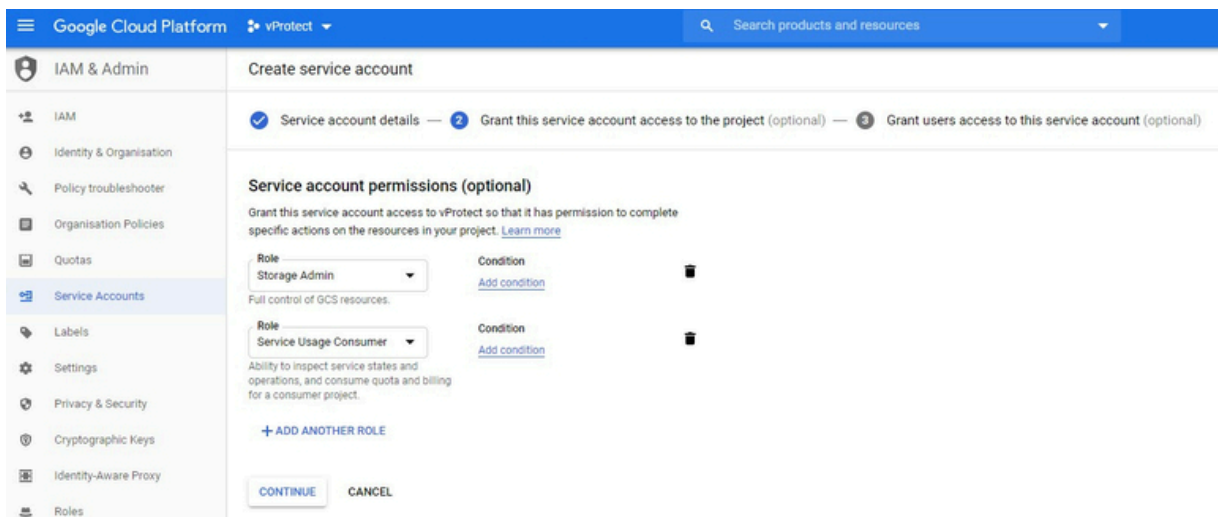 Google Cloud Platform vProtect Search products and resources
IAM & Admin
IAM
Identity & Organisation
Policy troubleshooter
Organisation Policies
Quotas
Service Accounts
Labels
Settings
Privacy & Security
Cryptographic Keys
Identity-Aware Proxy
Roles
Create service account
Service account details — 2 Grant this service account access to the project (optional) — 3 Grant users access to this service account (optional)
Service account permissions (optional)
Grant this service account access to vProtect so that it has permission to complete
specific actions on the resources in your project. Learn more
Role
Storage Admin
Full control of GCS resources.
Condition
Add condition
Role
Service Usage Consumer
Ability to inspect service states and
operations, and consume quota and billing
for a consumer project.
Condition
Add condition
+ ADD ANOTHER ROLE
CONTINUE CANCEL